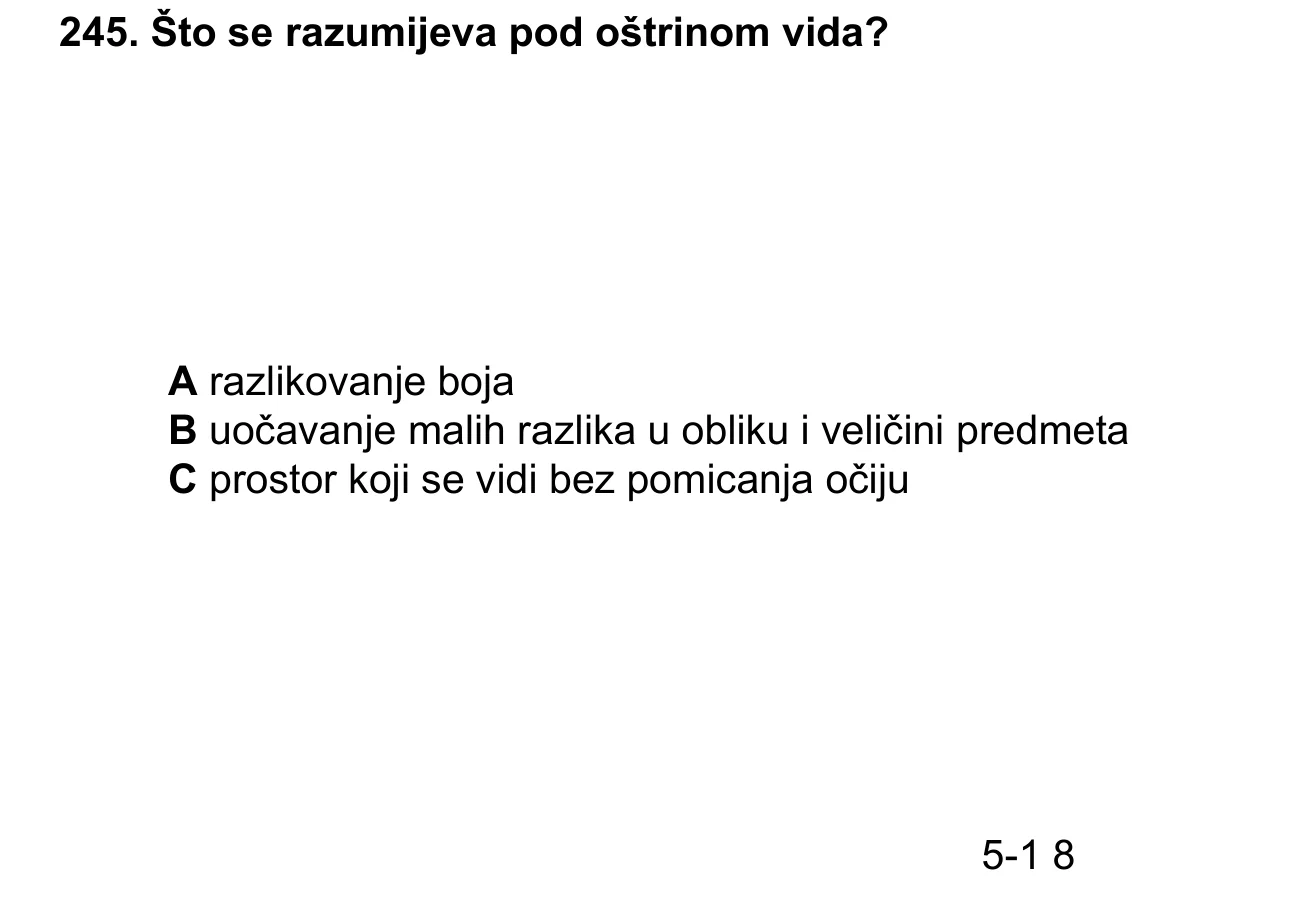 245. Što se razumijeva pod oštrinom vida?
A razlikovanje boja
B uočavanje malih razlika u obliku i veličini predmeta
C prostor koji se vidi bez pomicanja očiju
5-1 8